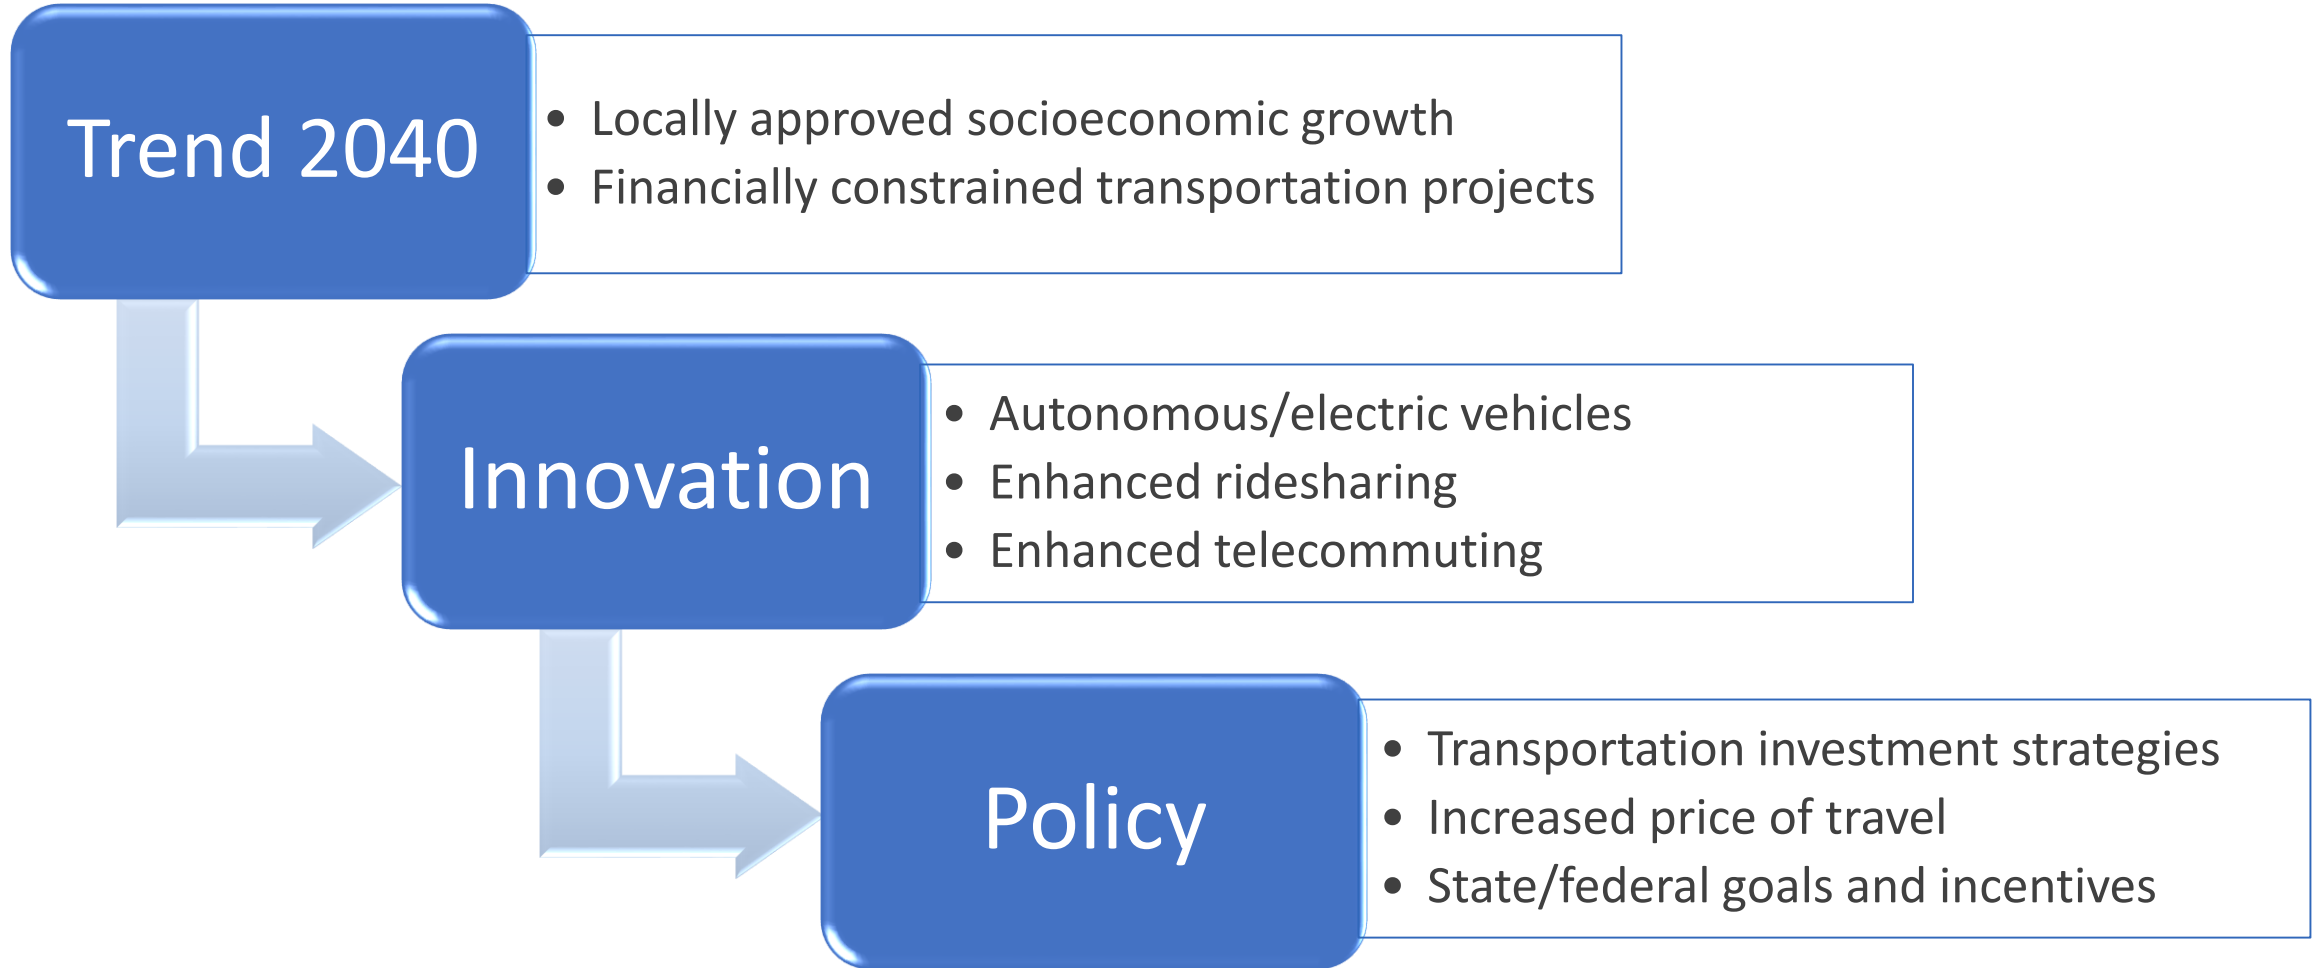 Trend 2040
• Locally approved socioeconomic growth
• Financially constrained transportation projects
Innovation
• Autonomous/electric vehicles
• Enhanced ridesharing
• Enhanced telecommuting
Policy
• Transportation investment strategies
• Increased price of travel
• State/federal goals and incentives